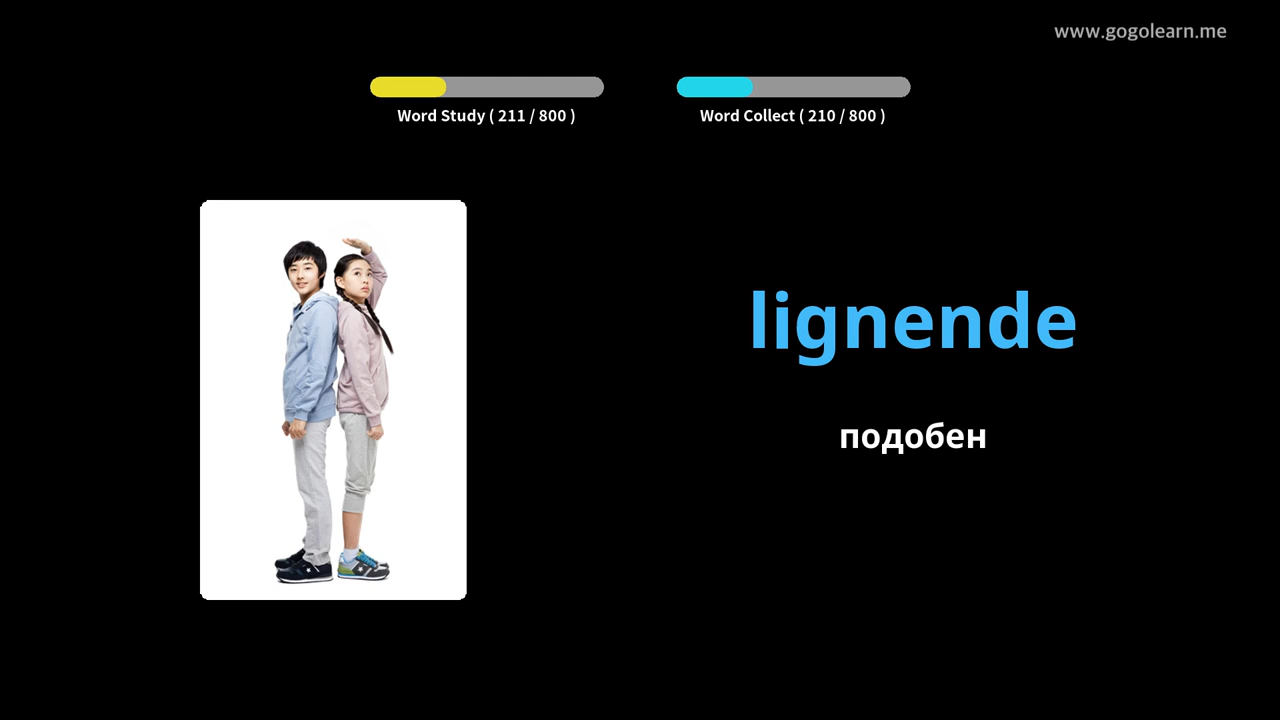 www.gogolearn.me
Word Study ( 211 / 800 )
Word Collect ( 210 / 800 )
lignende
подобен